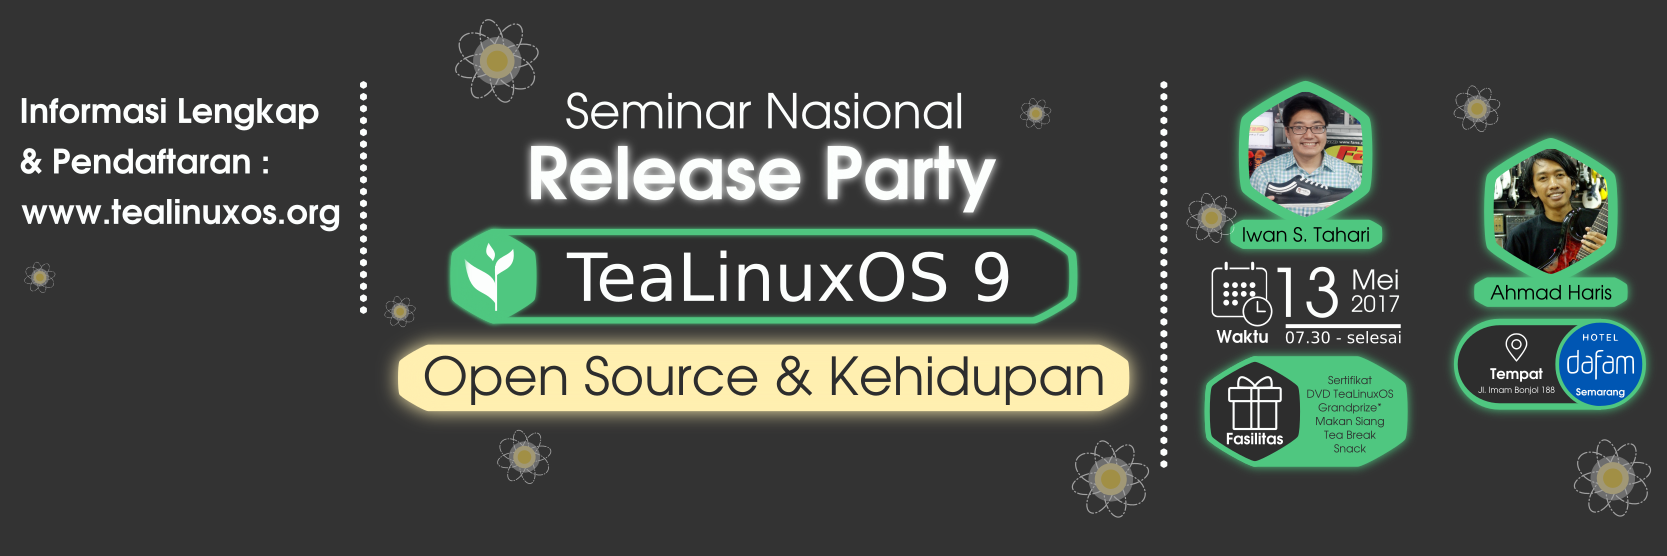 Informasi Lengkap
& Pendaftaran :
www.tealinuxos.org
Seminar Nasional
Release Party
TeaLinuxOS 9
Open Source & Kehidupan
Iwan S. Tahari
13 Mei
2017
Waktu
07.30 - selesai
Fasilitas
Sertifikat
DVD TeaLinuxOS
Grandprize*
Makan Siang
Tea Break
Snack
Ahmad Haris
Tempat
Jl. Imam Bonjol 188
HOTEL
dafam
Semarang